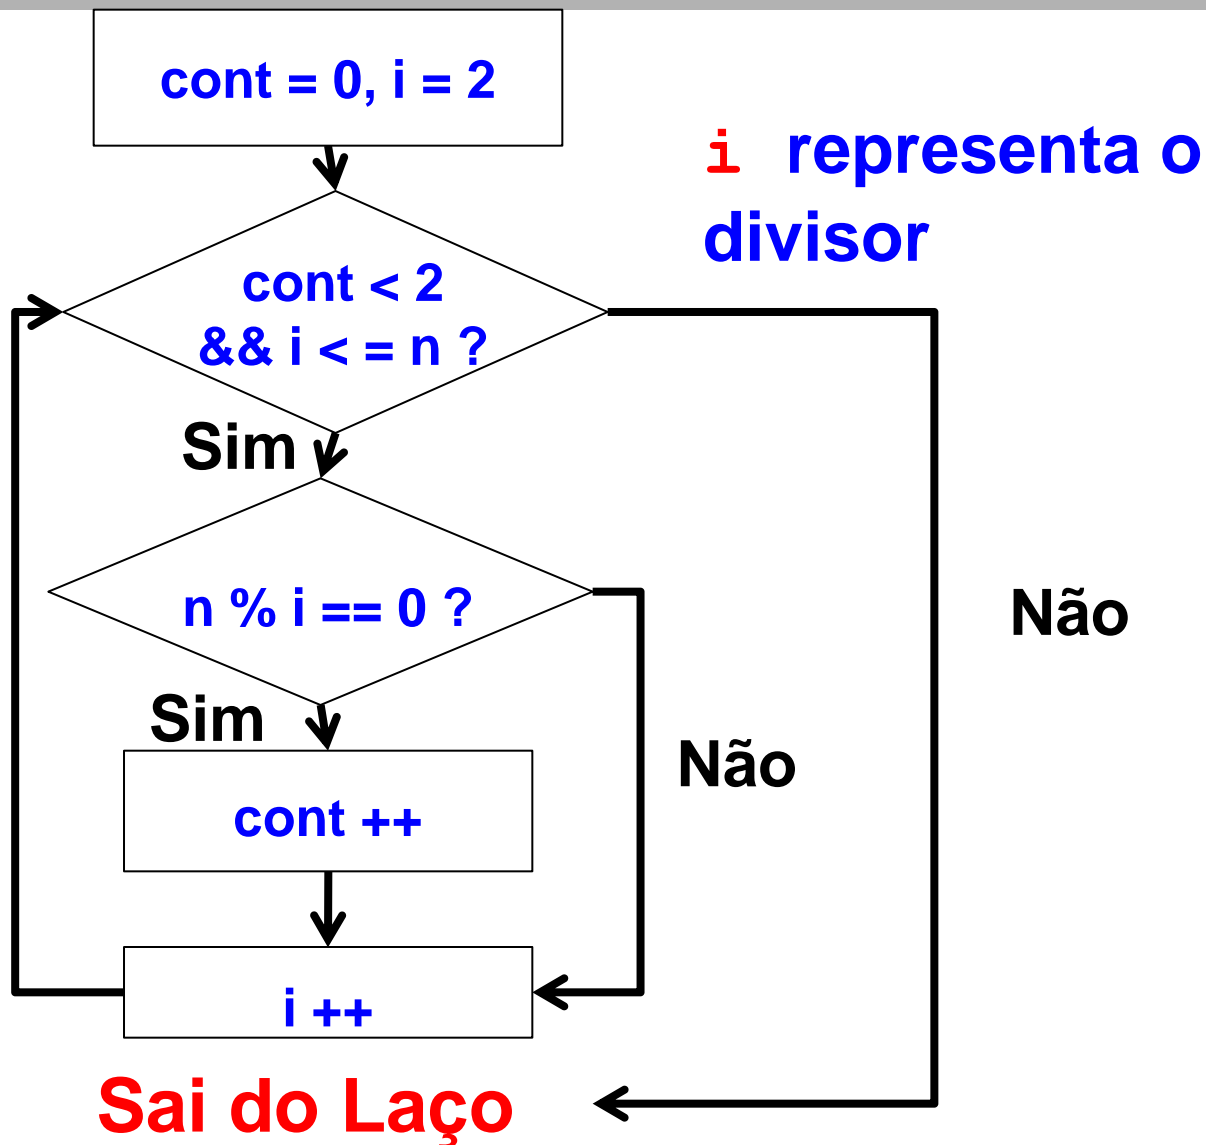 cont = 0, i = 2
i representa o
divisor
cont < 2
&& i < = n ?
Sim
n % i == 0 ?
Não
Sim
Não
cont ++
i ++
Sai do Laço